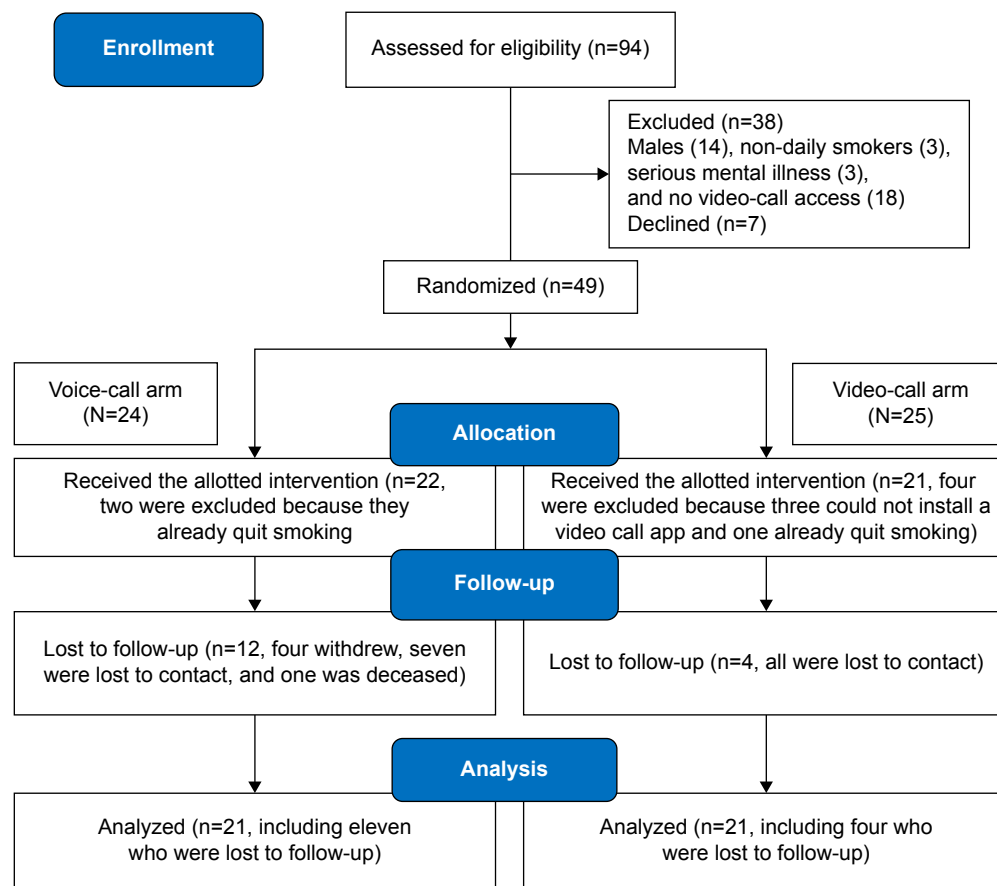 Enrollment
Assessed for eligibility (n=94)
Excluded (n=38)
Males (14), non-daily smokers (3),
serious mental illness (3),
and no video-call access (18)
Declined (n=7)
Randomized (n=49)
Voice-call arm
(N=24)
Video-call arm
(N=25)
Allocation
Received the allotted intervention (n=22,
two were excluded because they
already quit smoking
Received the allotted intervention (n=21, four
were excluded because three could not install a
video call app and one already quit smoking)
Follow-up
Lost to follow-up (n=12, four withdrew, seven
were lost to contact, and one was deceased)
Lost to follow-up (n=4, all were lost to contact)
Analysis
Analyzed (n=21, including eleven
who were lost to follow-up)
Analyzed (n=21, including four who
were lost to follow-up)